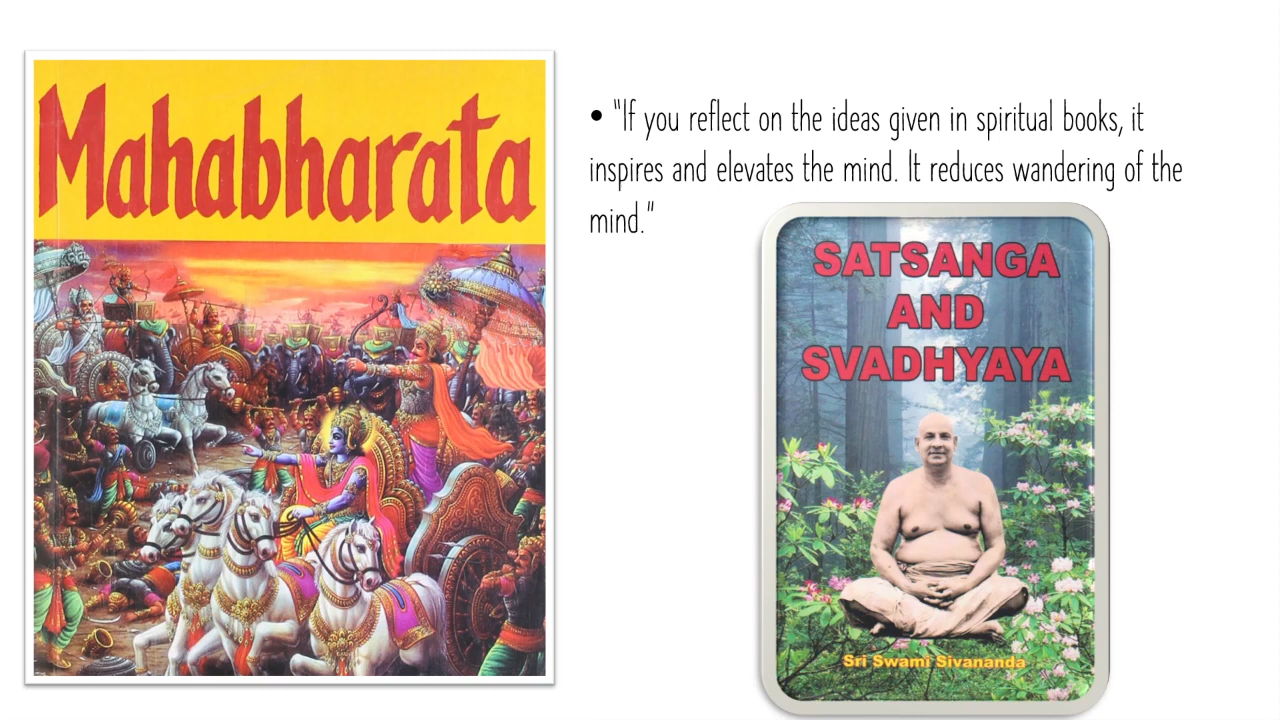 Mahabharata
• "If you reflect on the ideas given in spiritual books, it
inspires and elevates the mind. It reduces wandering of the
mind."
SATSANGA
AND
SVADHYAYA
Sri Swami Sivananda